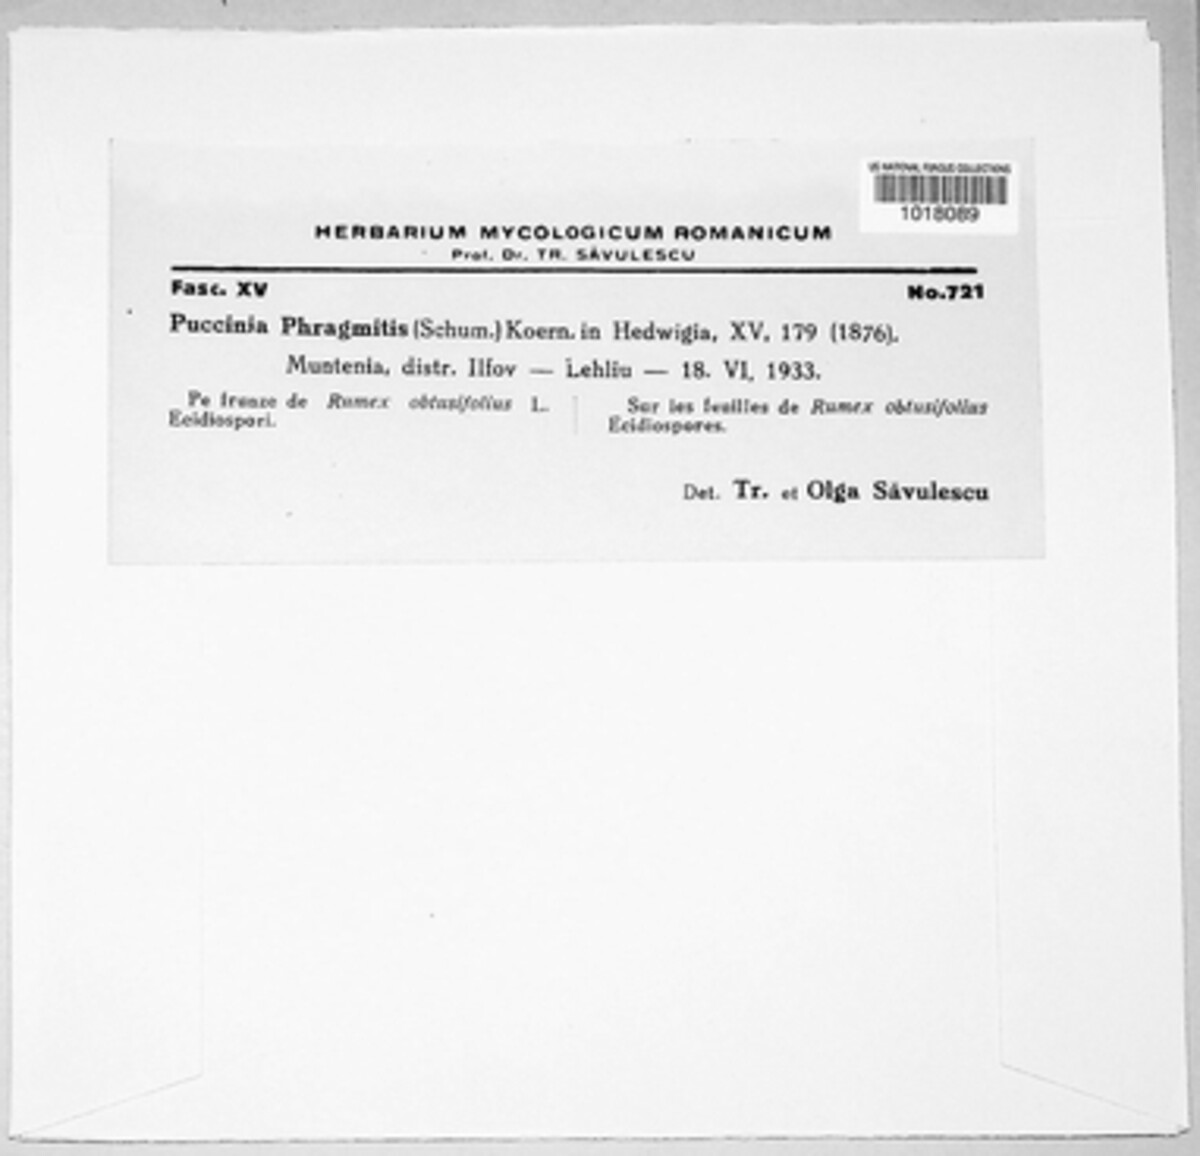 US NATIONAL FUNGUS COLLECTIONS
1018089
HERBARIUM MYCOLOGICUM ROMANICUM
Prof. Dr. TR. SĂVULESCU
Fasc. XV No.721
Puccinia Phragmitis (Schum.) Koern. in Hedwigia, XV, 179 (1876).
Muntenia, distr. Ilfov — Lehliu — 18. VI, 1933.
Pe frunze de Rumex obtusifolius L.
Ecidiospori.
Sur les feuilles de Rumex obtusifolius
Ecidiospores.
Det. Tr. et Olga Săvulescu